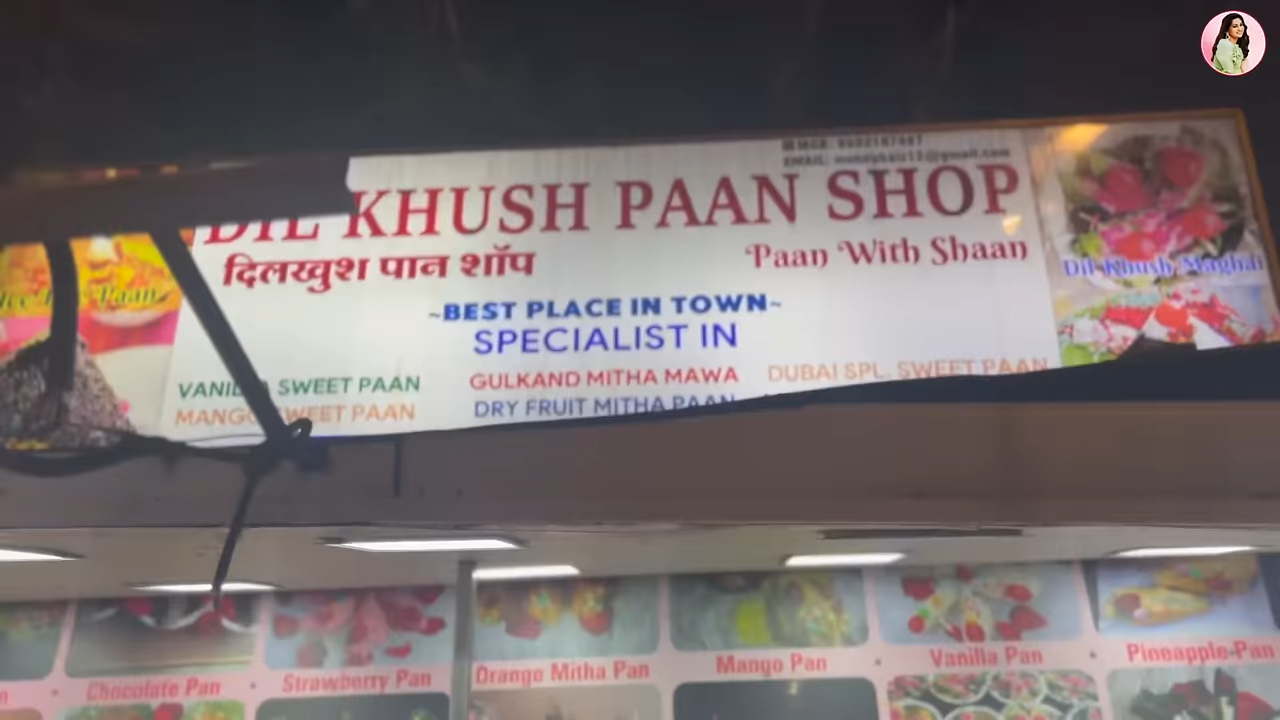 DIL KHUSH PAAN SHOP
दिलखुश पान शॉप
Paan With Shaan
~BEST PLACE IN TOWN~
SPECIALIST IN
SWEET PAAN
GULKAND MITHA MAWA
DUBAI SPL. SWEET PAAN
MANGO SWEET PAAN
DRY FRUIT MITHA PAAN
Paan
Dil Khush Maghai
Chocolate Pan
Strawberry Pan
Orange Mitha Pan
Mango Pan
Vanilla Pan
Pineapple Pan